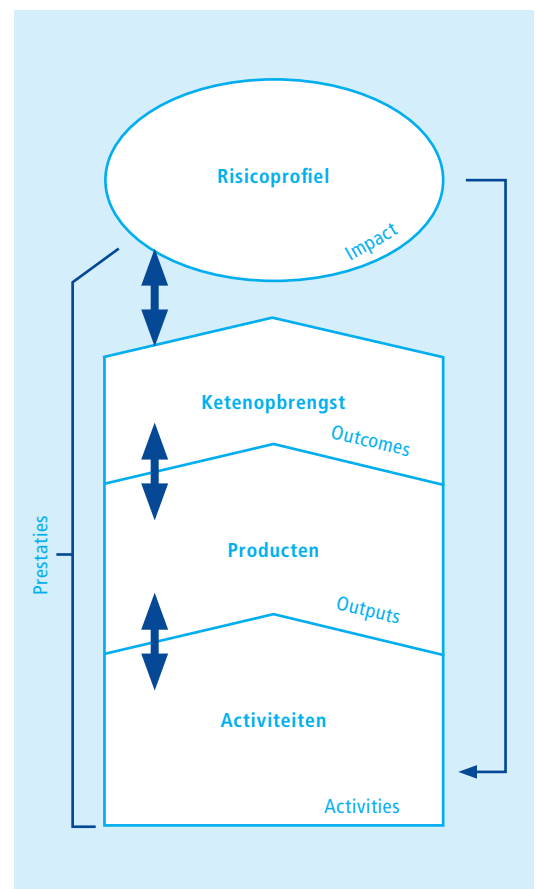 Risicoprofiel
Impact
Ketenopbrengst
Outcomes
Prestaties
Producten
Outputs
Activiteiten
Activities